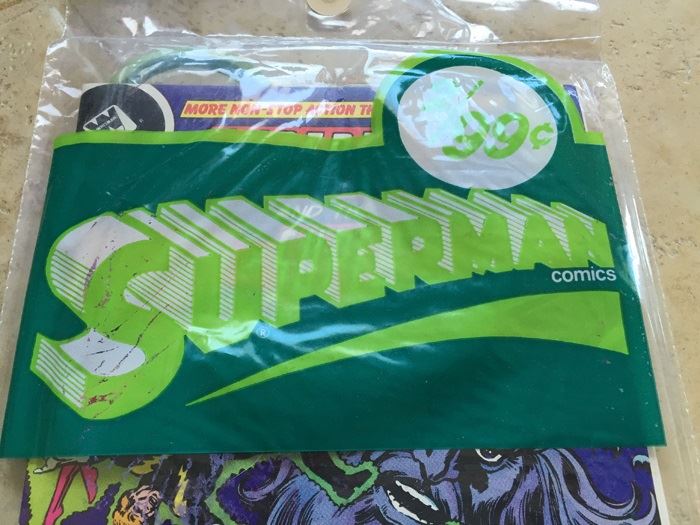 MORE NON-STOP ACTION TH
99¢
SUPERMAN
comics